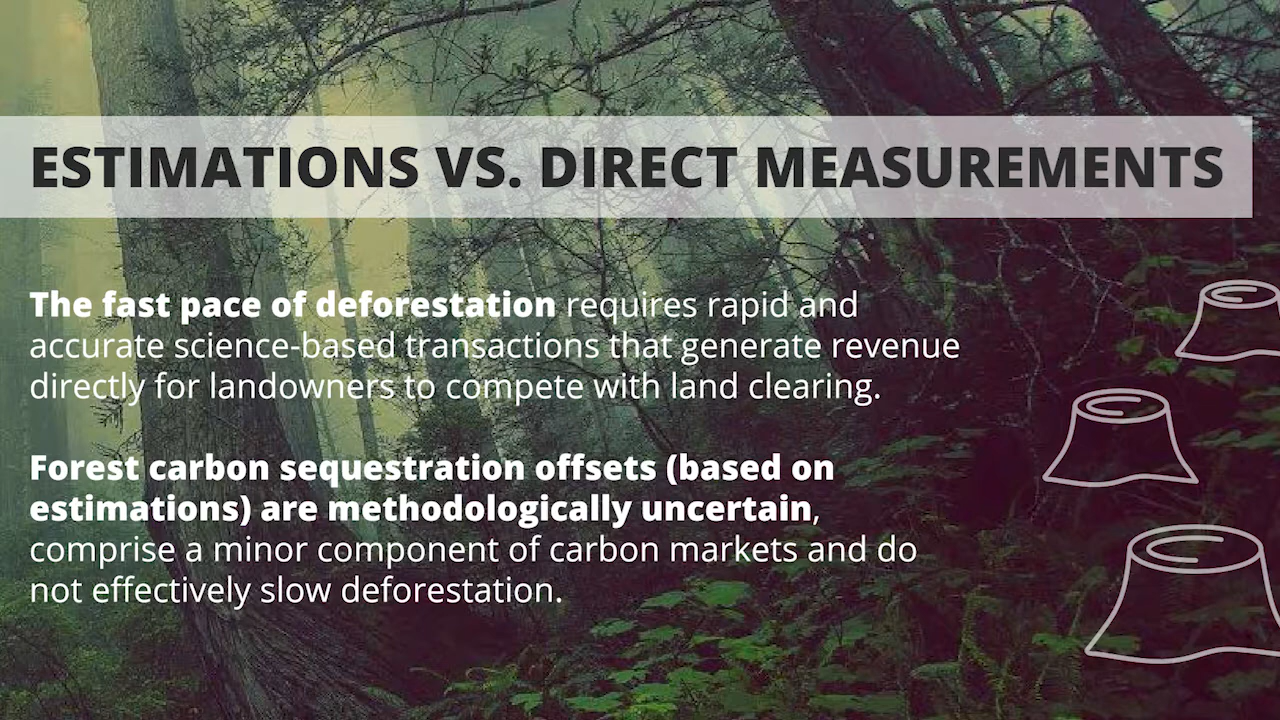 ESTIMATIONS VS. DIRECT MEASUREMENTS
The fast pace of deforestation requires rapid and
accurate science-based transactions that generate revenue
directly for landowners to compete with land clearing.
Forest carbon sequestration offsets (based on
estimations) are methodologically uncertain,
comprise a minor component of carbon markets and do
not effectively slow deforestation.